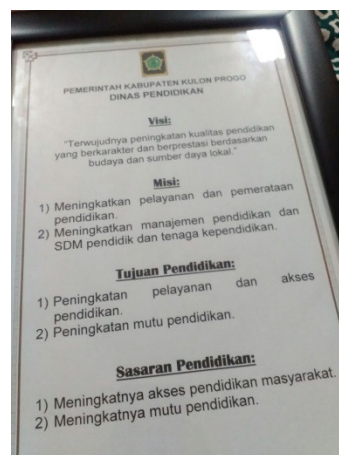 PEMERINTAH KABUPATEN KULON PROGO
DINAS PENDIDIKAN
Visi:
"Terwujudnya peningkatan kualitas pendidikan
yang berkarakter dan berprestasi berdasarkan
budaya dan sumber daya lokal."
Misi:
1) Meningkatkan pelayanan dan pemerataan
pendidikan.
2) Meningkatkan manajemen pendidikan dan
SDM pendidik dan tenaga kependidikan.
Tujuan Pendidikan:
1) Peningkatan pelayanan dan akses
pendidikan.
2) Peningkatan mutu pendidikan.
Sasaran Pendidikan:
1) Meningkatnya akses pendidikan masyarakat.
2) Meningkatnya mutu pendidikan.